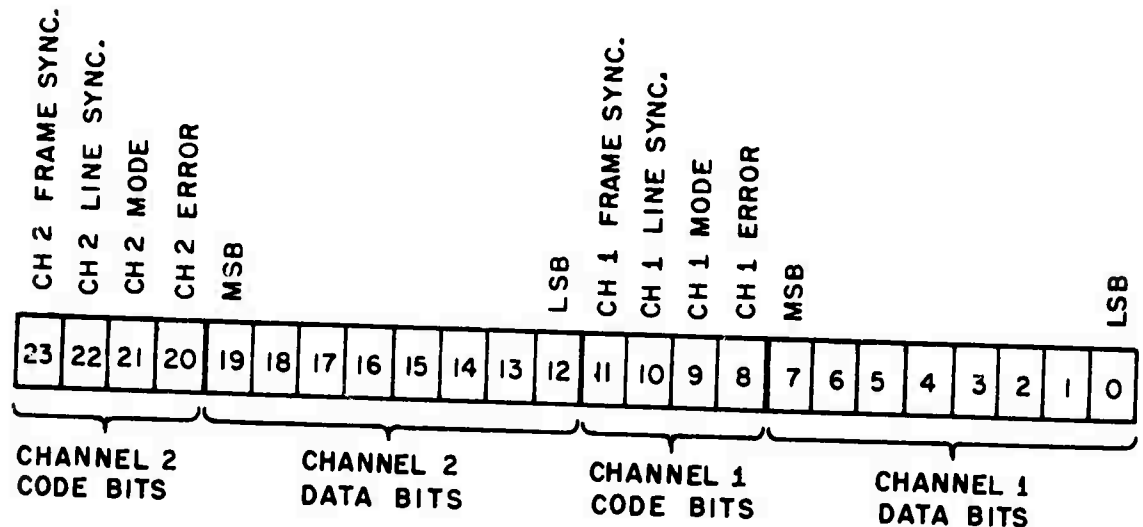 CH 2 FRAME SYNC.
CH 2 LINE SYNC.
CH 2 MODE
CH 2 ERROR
MSB
LSB
CH 1 FRAME SYNC.
CH 1 LINE SYNC.
CH 1 MODE
CH 1 ERROR
MSB
LSB
23 22 21 20 19 18 17 16 15 14 13 12 11 10 9 8 7 6 5 4 3 2 1 0
CHANNEL 2
CODE BITS
CHANNEL 2
DATA BITS
CHANNEL 1
CODE BITS
CHANNEL 1
DATA BITS